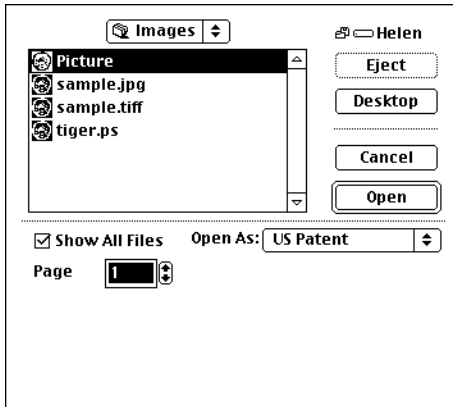 Images
Helen
Picture
sample.jpg
sample.tiff
tiger.ps
Eject
Desktop
Cancel
Open
Show All Files
Open As: US Patent
Page 1